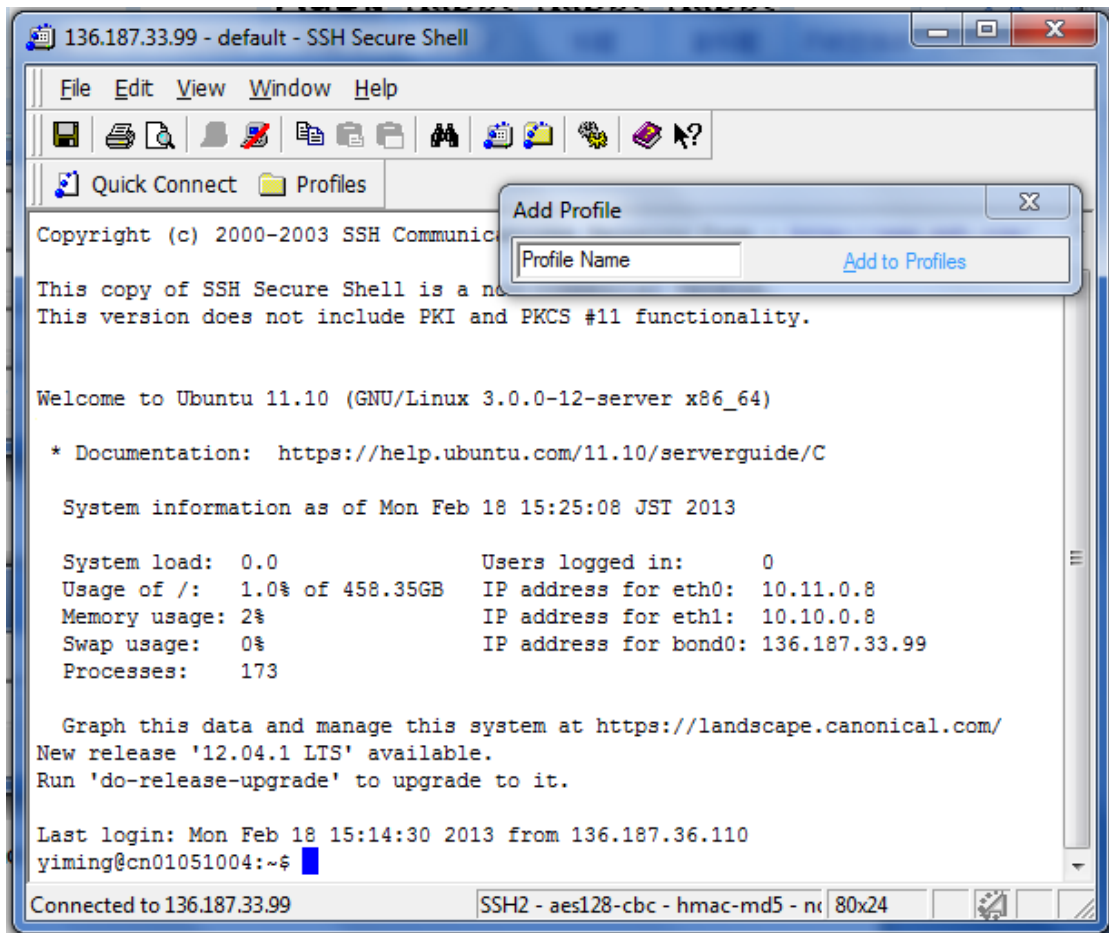 136.187.33.99 - default - SSH Secure Shell
File Edit View Window Help
Quick Connect Profiles
Add Profile
Profile Name Add to Profiles
Copyright (c) 2000-2003 SSH Communic
This copy of SSH Secure Shell is a
This version does not include PKI and PKCS #11 functionality.
Welcome to Ubuntu 11.10 (GNU/Linux 3.0.0-12-server x86_64)
* Documentation: https://help.ubuntu.com/11.10/serverguide/C
System information as of Mon Feb 18 15:25:08 JST 2013
System load: 0.0 Users logged in: 0
Usage of /: 1.0% of 458.35GB IP address for eth0: 10.11.0.8
Memory usage: 2% IP address for eth1: 10.10.0.8
Swap usage: 0% IP address for bond0: 136.187.33.99
Processes: 173
Graph this data and manage this system at https://landscape.canonical.com/
New release '12.04.1 LTS' available.
Run 'do-release-upgrade' to upgrade to it.
Last login: Mon Feb 18 15:14:30 2013 from 136.187.36.110
yiming@cn01051004:~$
Connected to 136.187.33.99 SSH2 - aes128-cbc - hmac-md5 - 80x24